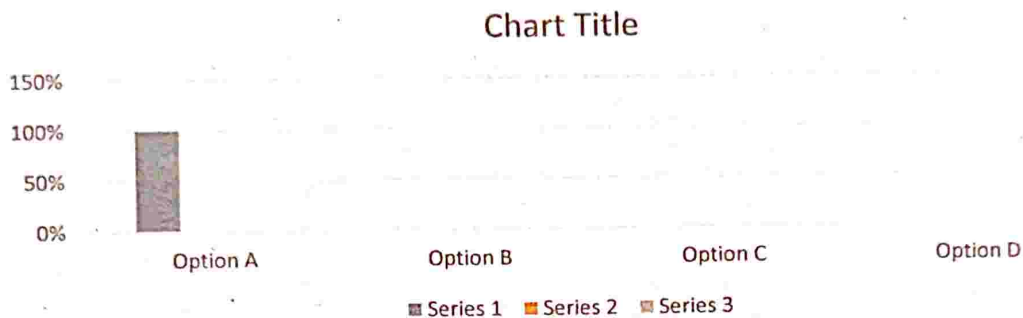 Chart Title
150%
100%
50%
0%
Option A Option B Option C Option D
Series 1 Series 2 Series 3